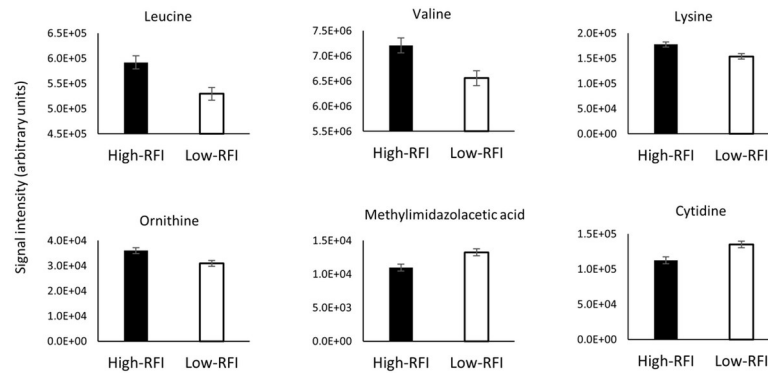 Leucine
6.5E+05
6.0E+05
5.5E+05
5.0E+05
4.5E+05
High-RFI Low-RFI
Valine
7.5E+06
7.0E+06
6.5E+06
6.0E+06
5.5E+06
High-RFI Low-RFI
Lysine
2.0E+05
1.5E+05
1.0E+05
5.0E+04
0.0E+00
High-RFI Low-RFI
Signal intensity (arbitrary units)
Ornithine
4.0E+04
3.0E+04
2.0E+04
1.0E+04
0.0E+00
High-RFI Low-RFI
Methylimidazolacetic acid
1.5E+04
1.0E+04
5.0E+03
0.0E+00
High-RFI Low-RFI
Cytidine
1.5E+05
1.0E+05
5.0E+04
0.0E+00
High-RFI Low-RFI